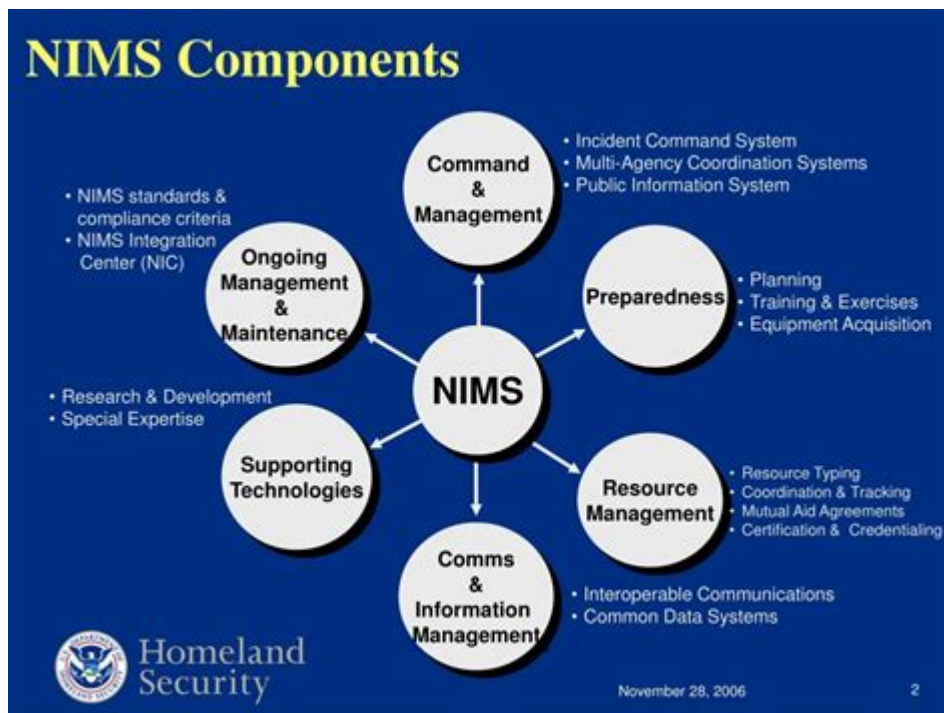 NIMS Components
Command
&
Management
• Incident Command System
• Multi-Agency Coordination Systems
• Public Information System
• NIMS standards &
compliance criteria
• NIMS Integration
Center (NIC)
Ongoing
Management
&
Maintenance
Preparedness
• Planning
• Training & Exercises
• Equipment Acquisition
NIMS
• Research & Development
• Special Expertise
Supporting
Technologies
Resource
Management
• Resource Typing
• Coordination & Tracking
• Mutual Aid Agreements
• Certification & Credentialing
Comms
&
Information
Management
• Interoperable Communications
• Common Data Systems
Homeland
Security
November 28, 2006
2